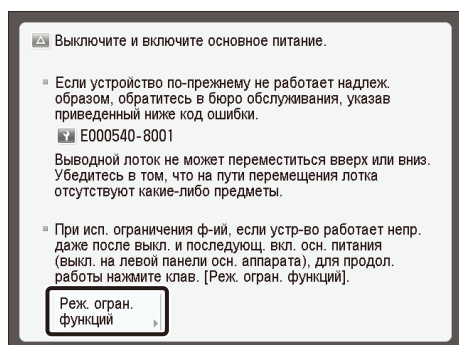 Выключите и включите основное питание.
Если устройство по-прежнему не работает надлеж.
образом, обратитесь в бюро обслуживания, указав
приведенный ниже код ошибки.
E000540-8001
Выводной лоток не может переместиться вверх или вниз.
Убедитесь в том, что на пути перемещения лотка
отсутствуют какие-либо предметы.
При исп. ограничения ф-ий, если устр-во работает непр.
даже после выкл. и последующ. вкл. осн. питания
(выкл. на левой панели осн. аппарата), для продол.
работы нажмите клав. [Реж. огран. функций].
Реж. огран.
функций